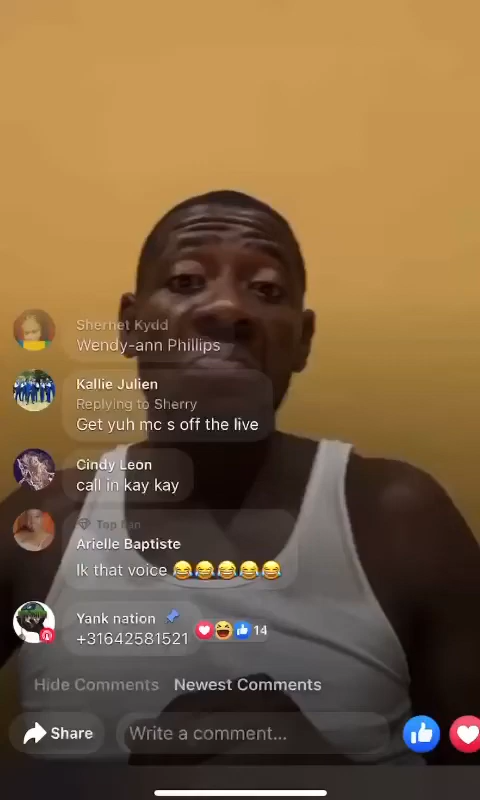 Shernet Kydd
Wendy-ann Phillips
Kallie Julien
Replying to Sherry
Get yuh mc s off the live
Cindy Leon
call in kay kay
Top fan
Arielle Baptiste
Ik that voice 😂😂😂😂😂
Yank nation 📌
+31642581521 ❤️😆👍 14
Hide Comments Newest Comments
Share Write a comment...